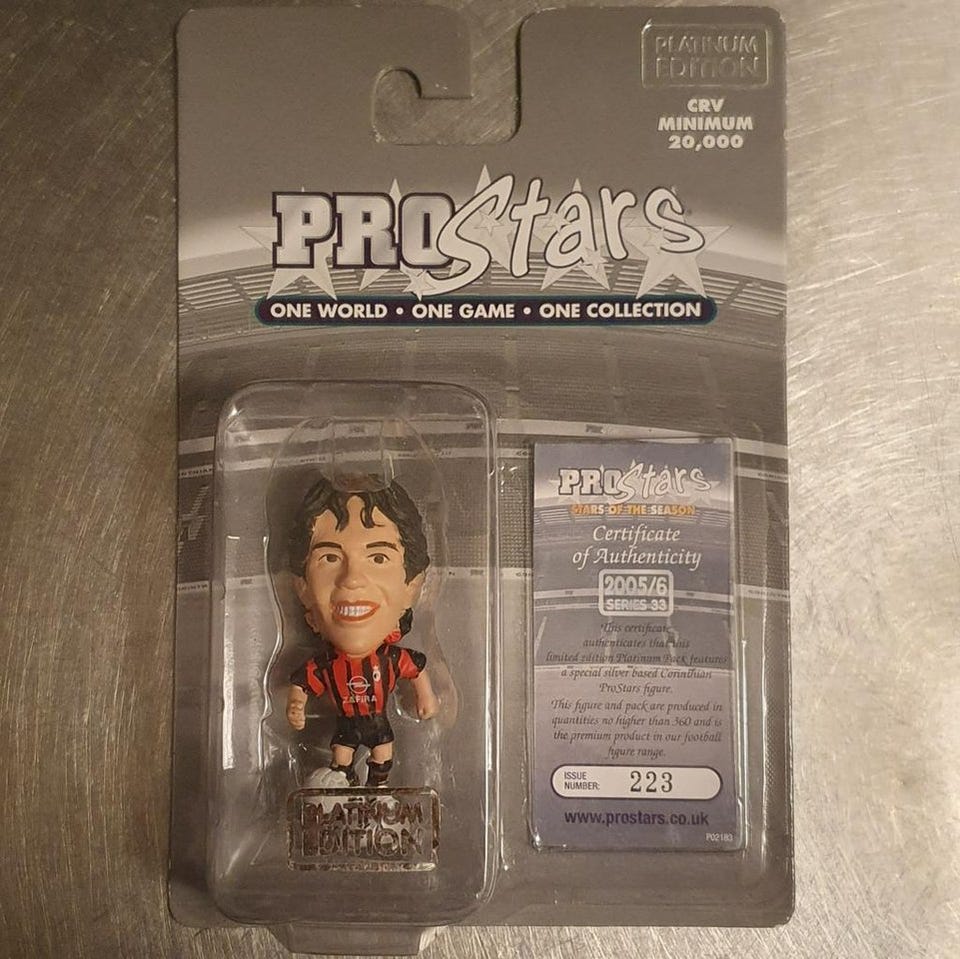 PLATINUM
EDITION
CRV
MINIMUM
20,000
PROStars
ONE WORLD • ONE GAME • ONE COLLECTION
PROStars
STARS OF THE SEASON
Certificate
of Authenticity
2005/6
SERIES 33
This certificate
authenticates that this
limited edition Platinum Pack features
a special silver based Corinthian
ProStars figure.
This figure and pack are produced in
quantities no higher than 360 and is
the premium product in our football
figure range.
ISSUE
NUMBER: 223
www.prostars.co.uk
P02183
ZAFIRA
PLATINUM
EDITION